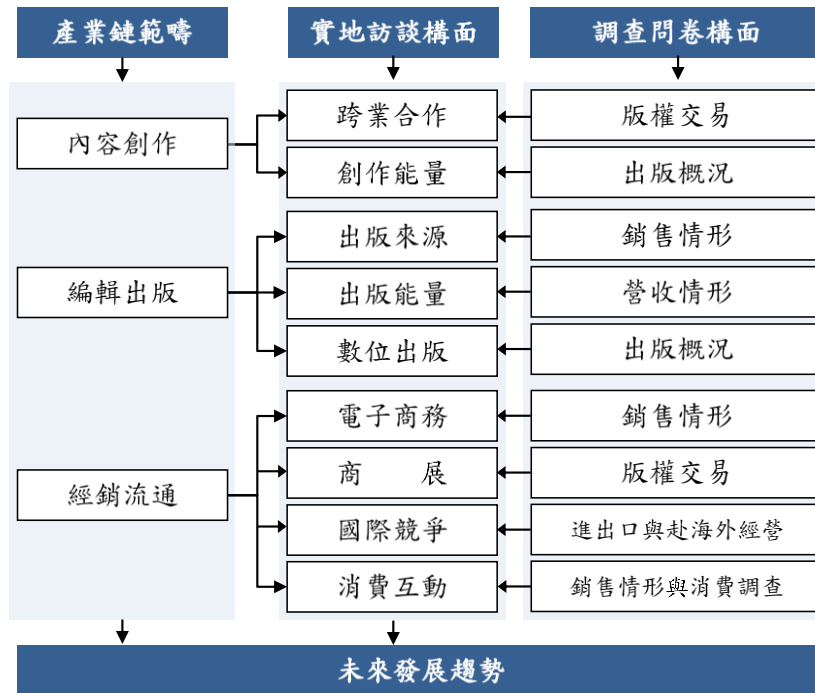 產業鏈範疇
實地訪談構面
調查問卷構面
內容創作
跨業合作
版權交易
創作能量
出版概況
編輯出版
出版來源
銷售情形
出版能量
營收情形
數位出版
出版概況
經銷流通
電子商務
銷售情形
商　　展
版權交易
國際競爭
進出口與赴海外經營
消費互動
銷售情形與消費調查
未來發展趨勢